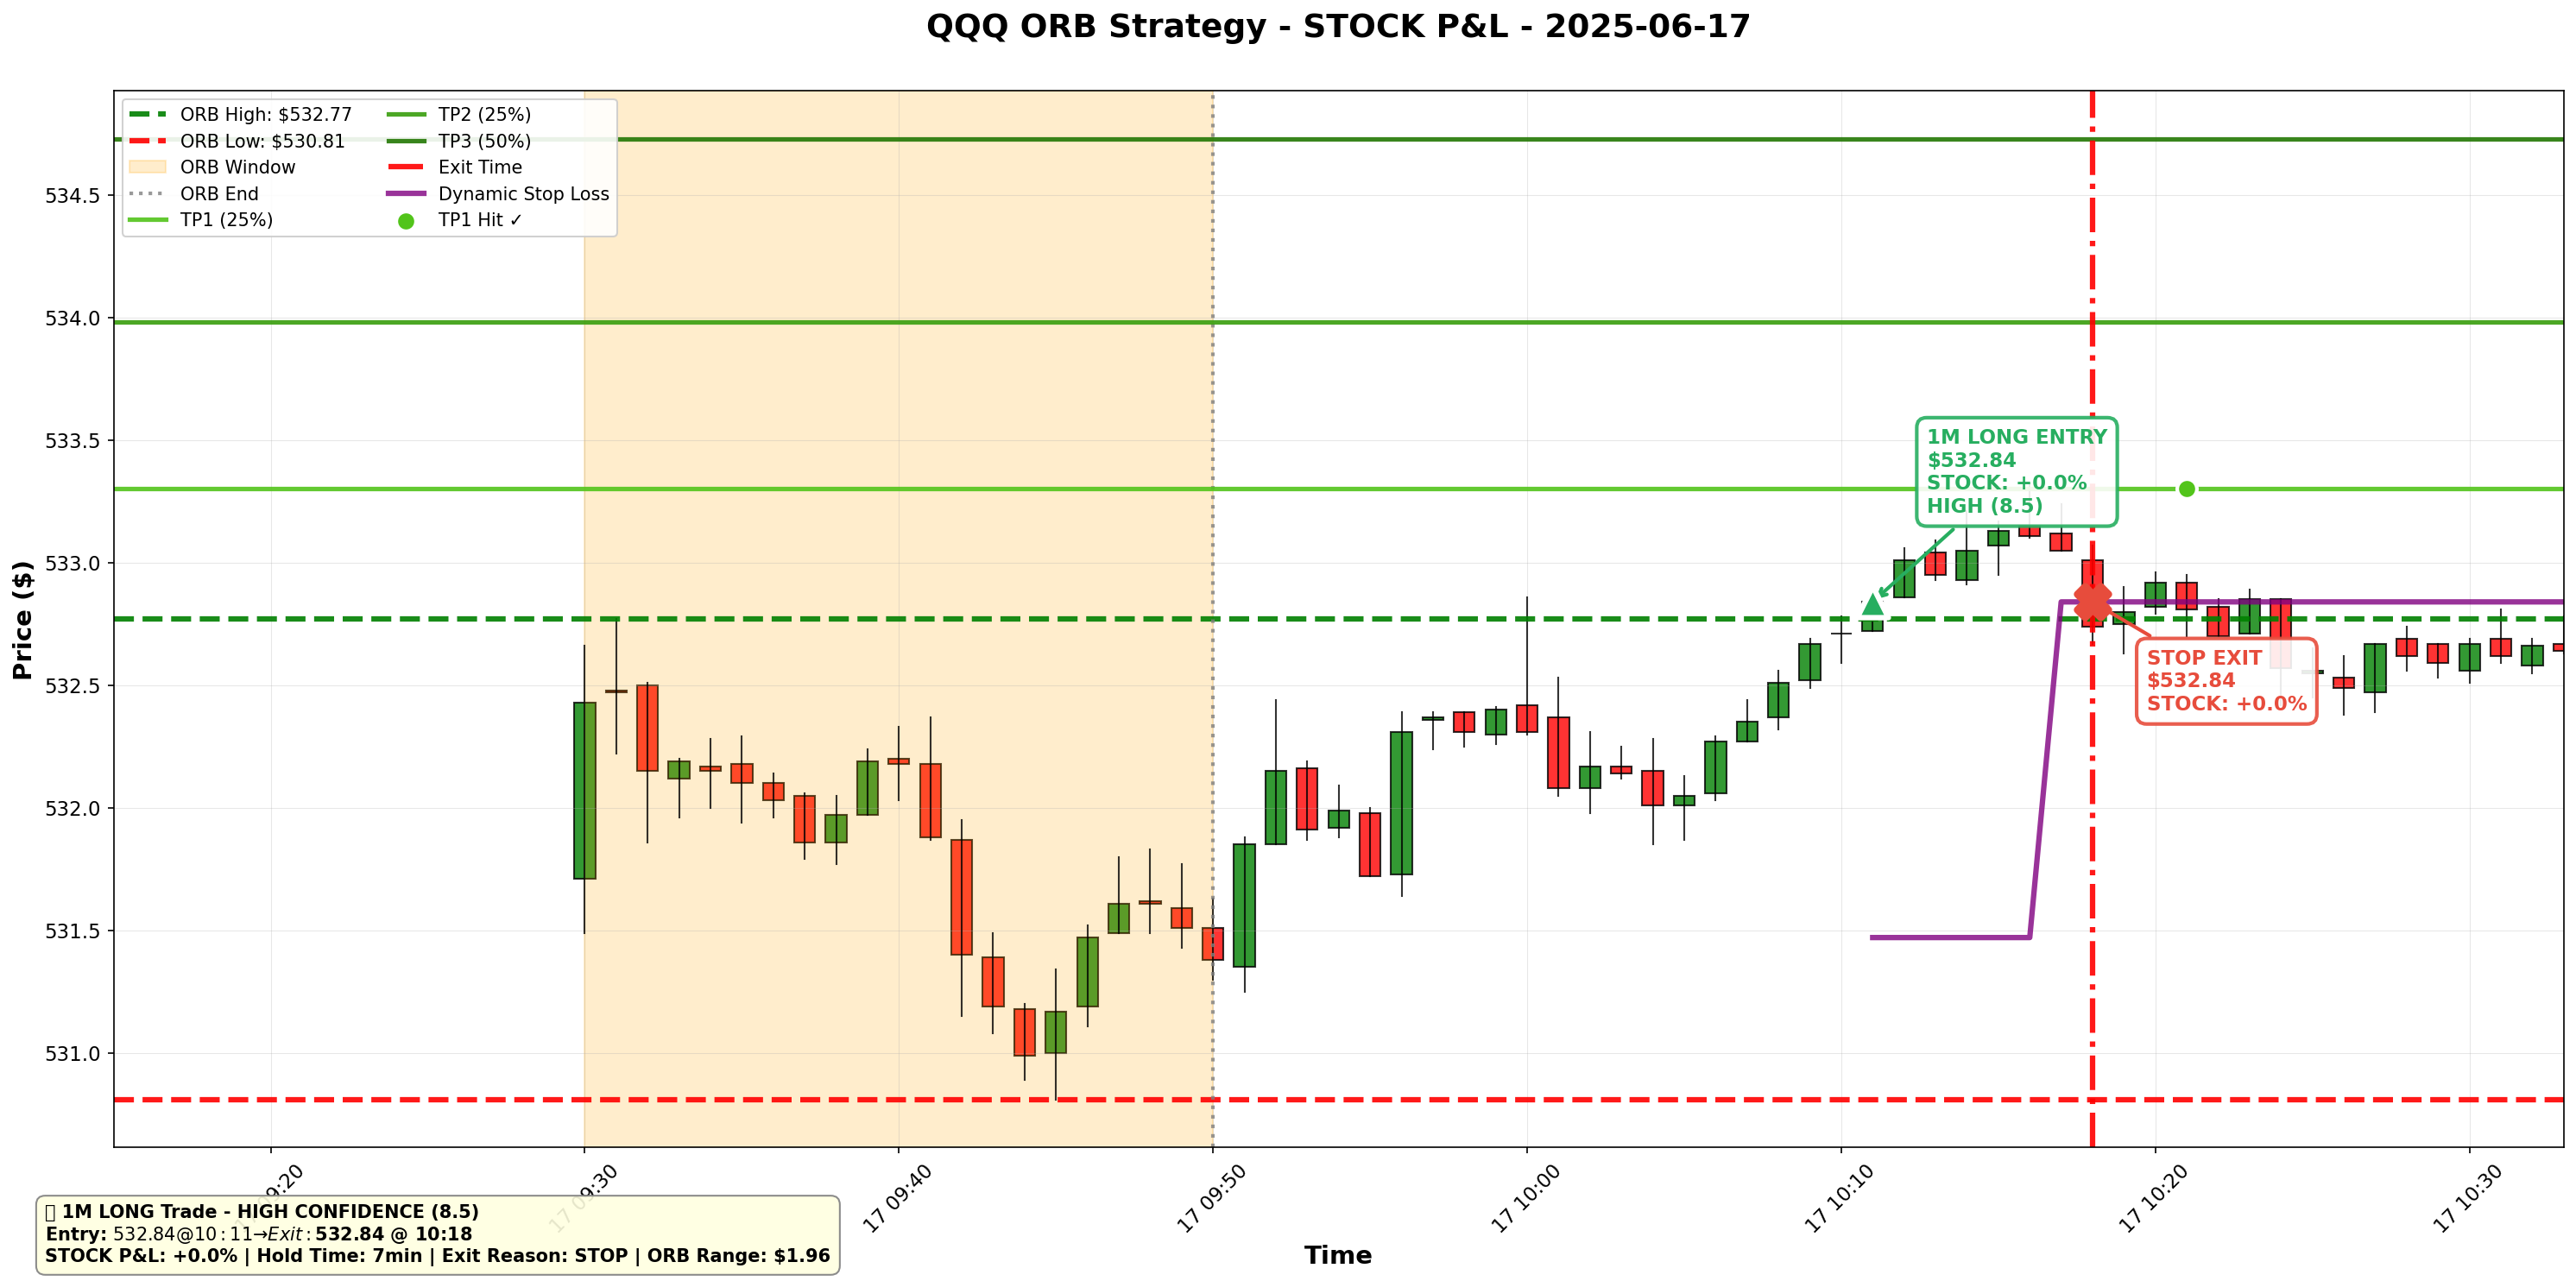 QQQ ORB Strategy - STOCK P&L - 2025-06-17
ORB High: $532.77
ORB Low: $530.81
ORB Window
ORB End
TP1 (25%)
TP2 (25%)
TP3 (50%)
Exit Time
Dynamic Stop Loss
TP1 Hit ✓
Price ($)
534.5
534.0
533.5
533.0
532.5
532.0
531.5
531.0
1M LONG ENTRY
$532.84
STOCK: +0.0%
HIGH (8.5)
STOP EXIT
$532.84
STOCK: +0.0%
17 09:20
17 09:30
17 09:40
17 09:50
17 10:00
17 10:10
17 10:20
17 10:30
Time
1M LONG Trade - HIGH CONFIDENCE (8.5)
Entry: 532.84@10:11→Exit:532.84 @ 10:18
STOCK P&L: +0.0% | Hold Time: 7min | Exit Reason: STOP | ORB Range: $1.96